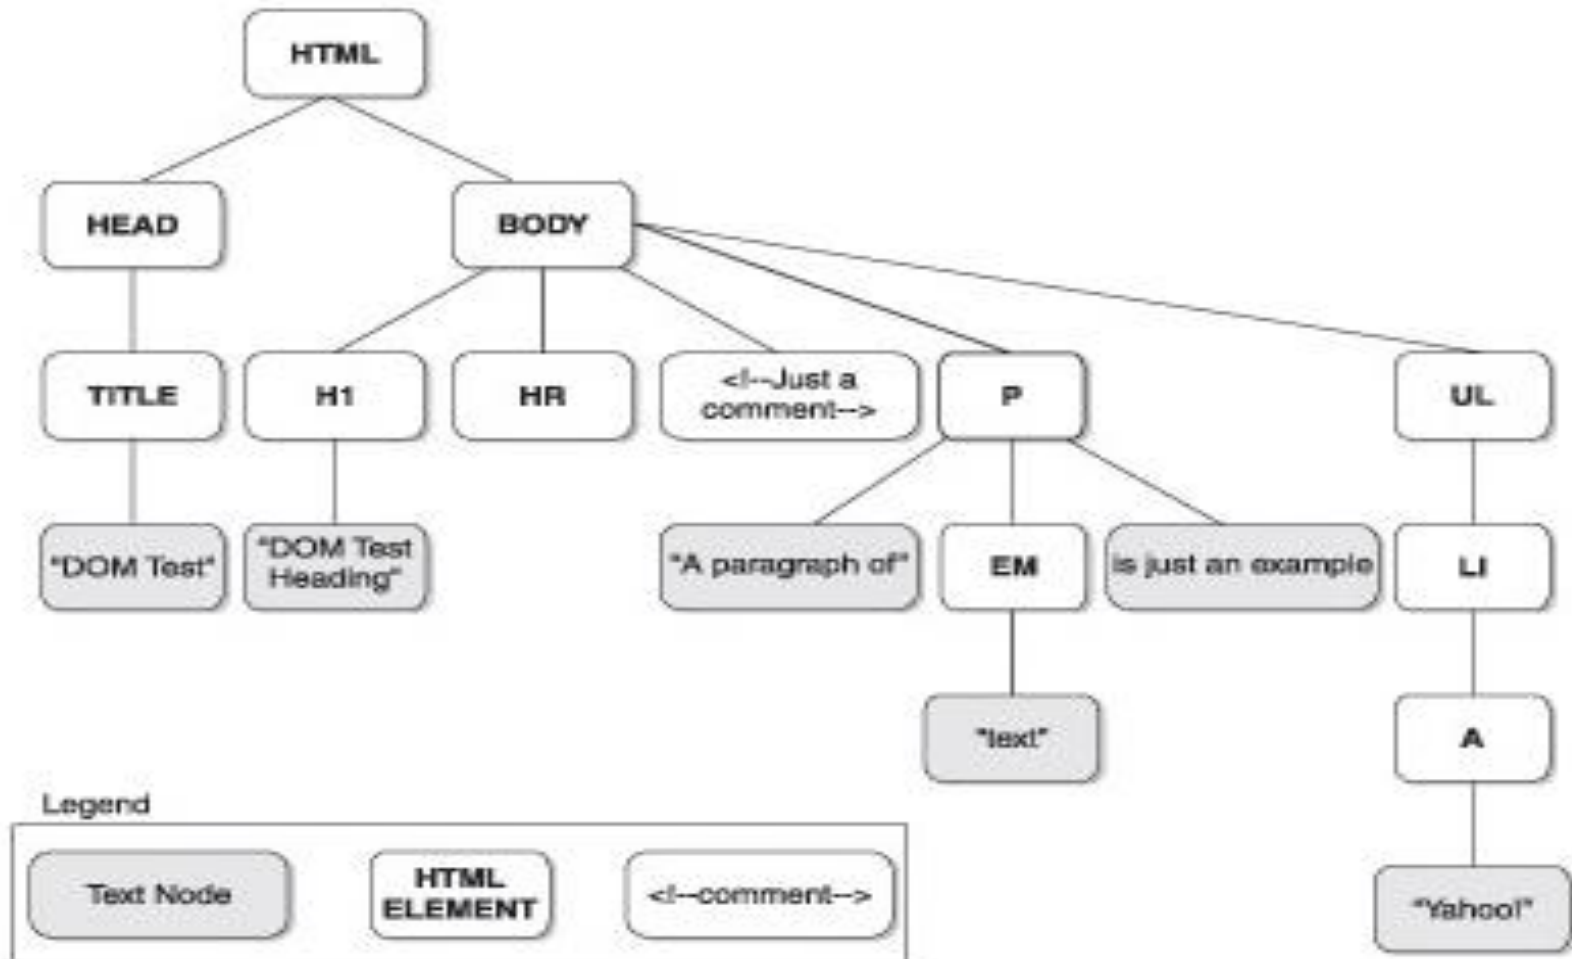 HTML
HEAD
BODY
TITLE
H1
HR
<!--Just a
comment-->
P
UL
"DOM Test"
"DOM Test
Heading"
"A paragraph of"
EM
is just an example
LI
"text"
A
"Yahoo!"
Legend
Text Node
HTML
ELEMENT
<!--comment-->